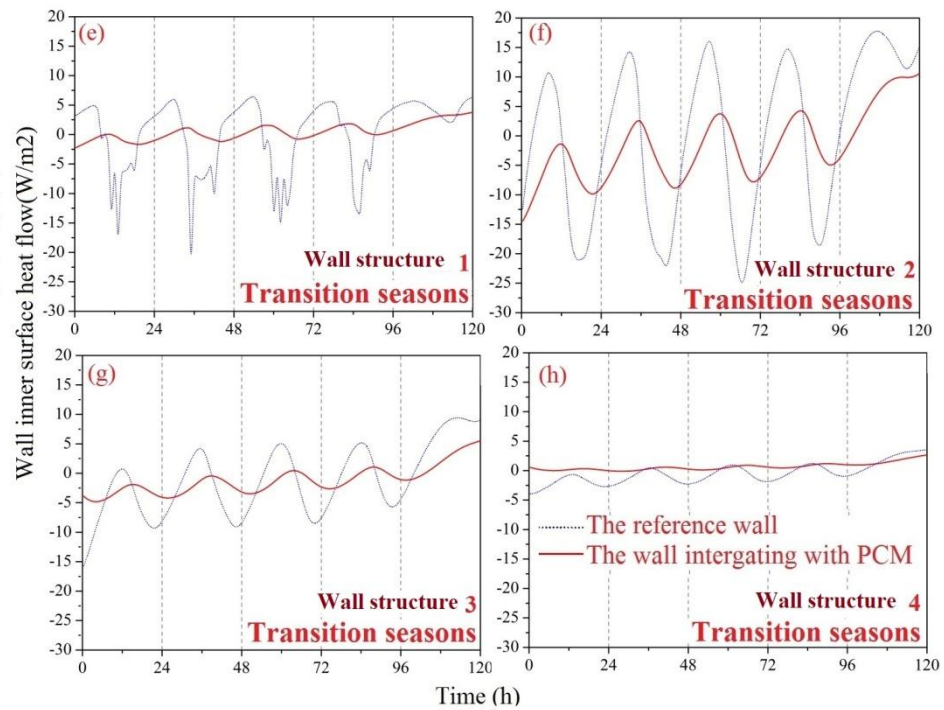 Wall inner surface heat flow(W/m2)
(e)
20
15
10
5
0
-5
-10
-15
-20
-25
-30
Wall structure 1
Transition seasons
0 24 48 72 96 120
(f)
20
15
10
5
0
-5
-10
-15
-20
-25
-30
Wall structure 2
Transition seasons
0 24 48 72 96 120
(g)
20
15
10
5
0
-5
-10
-15
-20
-25
-30
Wall structure 3
Transition seasons
0 24 48 72 96 120
(h)
20
15
10
5
0
-5
-10
-15
-20
-25
-30
The reference wall
The wall intergating with PCM
Wall structure 4
Transition seasons
0 24 48 72 96 120
Time (h)